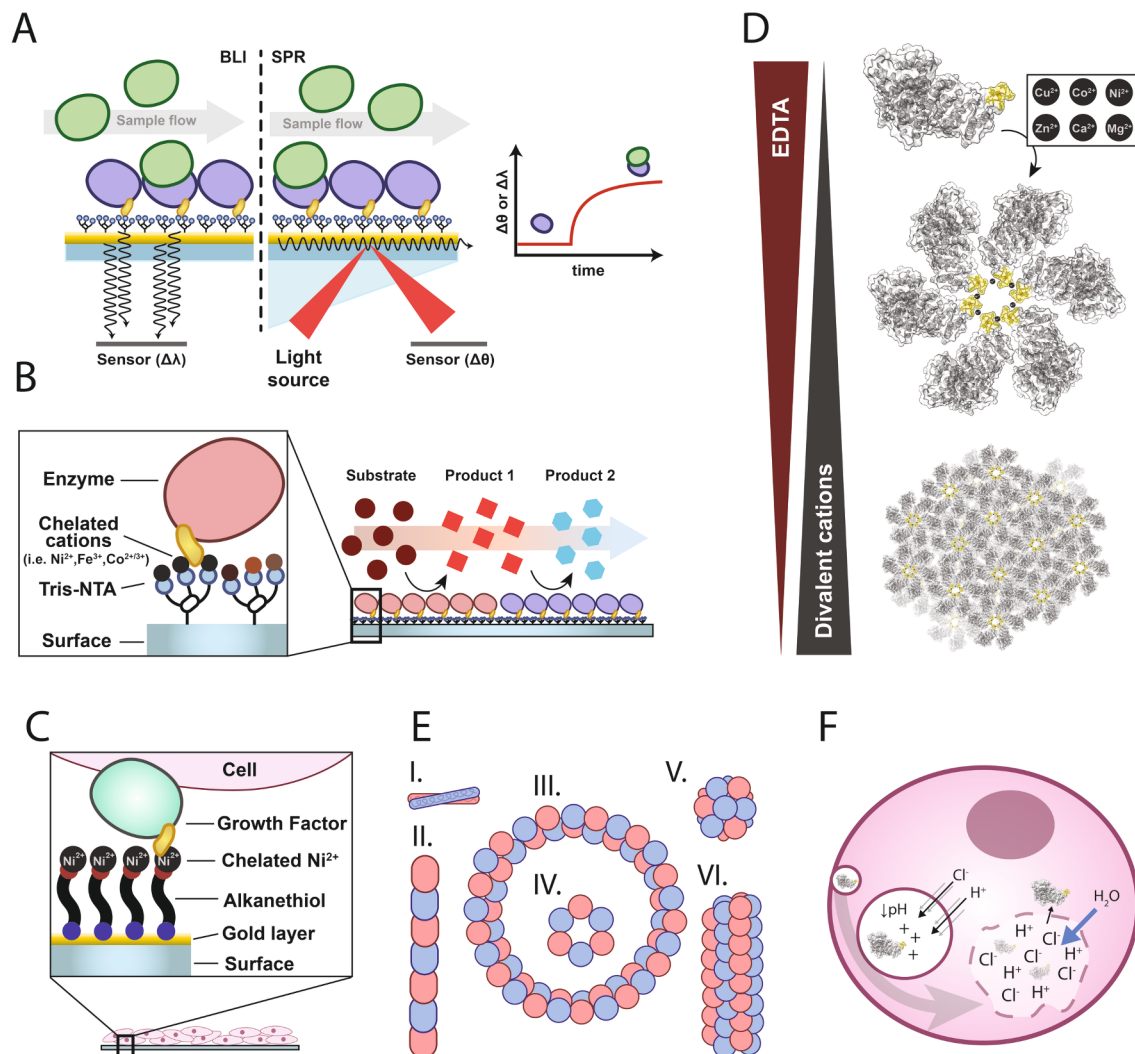 A
BLI
SPR
Sample flow
Sample flow
Sensor (Δλ)
Light
source
Sensor (Δθ)
Δθ or Δλ
time
B
Enzyme
Chelated
cations
(i.e. Ni²⁺,Fe³⁺,Co²⁺/³⁺)
Tris-NTA
Surface
Substrate
Product 1
Product 2
C
Cell
Growth Factor
Ni²⁺ Ni²⁺ Ni²⁺ Ni²⁺
Chelated Ni²⁺
Alkanethiol
Gold layer
Surface
D
EDTA
Divalent cations
Cu²⁺ Co²⁺ Ni²⁺
Zn²⁺ Ca²⁺ Mg²⁺
E
I.
II.
III.
IV.
V.
VI.
F
Cl⁻
H⁺
↓pH
+
+
+
+
H₂O
H⁺
Cl⁻
H⁺
Cl⁻
Cl⁻
H⁺
Cl⁻
Cl⁻
H⁺